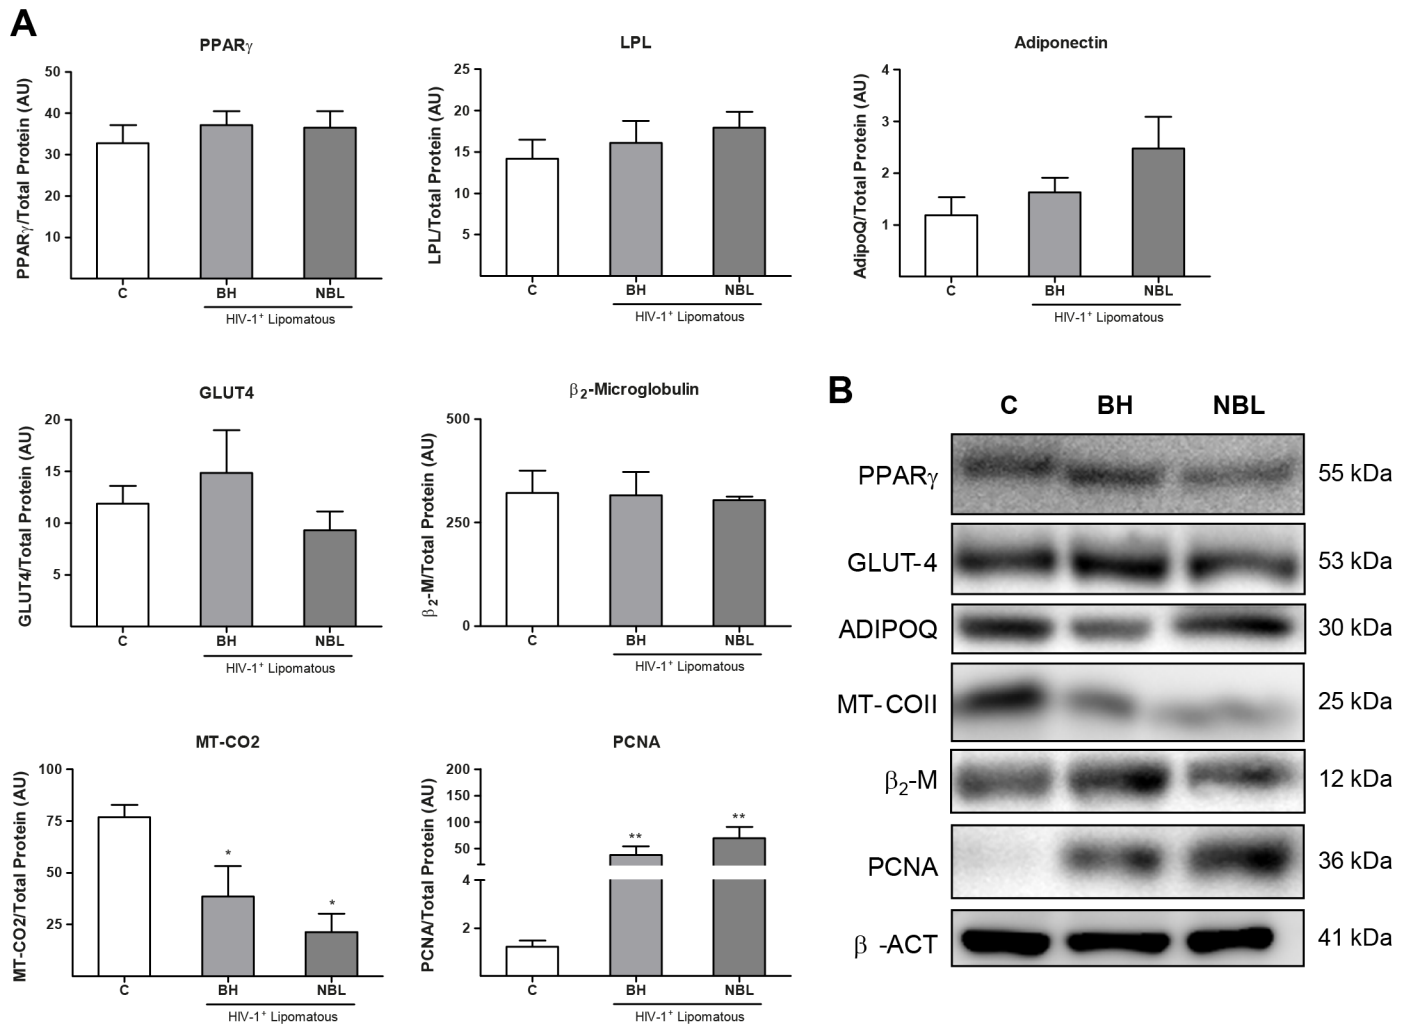 A
PPARγ
PPARγ/Total Protein (AU)
50
40
30
20
10
C
BH
NBL
HIV-1⁺ Lipomatous
LPL
LPL/Total Protein (AU)
25
20
15
10
5
C
BH
NBL
HIV-1⁺ Lipomatous
Adiponectin
AdipoQ/Total Protein (AU)
4
3
2
1
C
BH
NBL
HIV-1⁺ Lipomatous
GLUT4
GLUT4/Total Protein (AU)
20
15
10
5
C
BH
NBL
HIV-1⁺ Lipomatous
β₂-Microglobulin
β₂-M/Total Protein (AU)
500
250
0
C
BH
NBL
HIV-1⁺ Lipomatous
MT-CO2
MT-CO2/Total Protein (AU)
100
75
50
25
*
*
C
BH
NBL
HIV-1⁺ Lipomatous
PCNA
PCNA/Total Protein (AU)
200
150
100
50
4
2
**
**
C
BH
NBL
HIV-1⁺ Lipomatous
B
C BH NBL
PPARγ 55 kDa
GLUT-4 53 kDa
ADIPOQ 30 kDa
MT-COII 25 kDa
β₂-M 12 kDa
PCNA 36 kDa
β -ACT 41 kDa